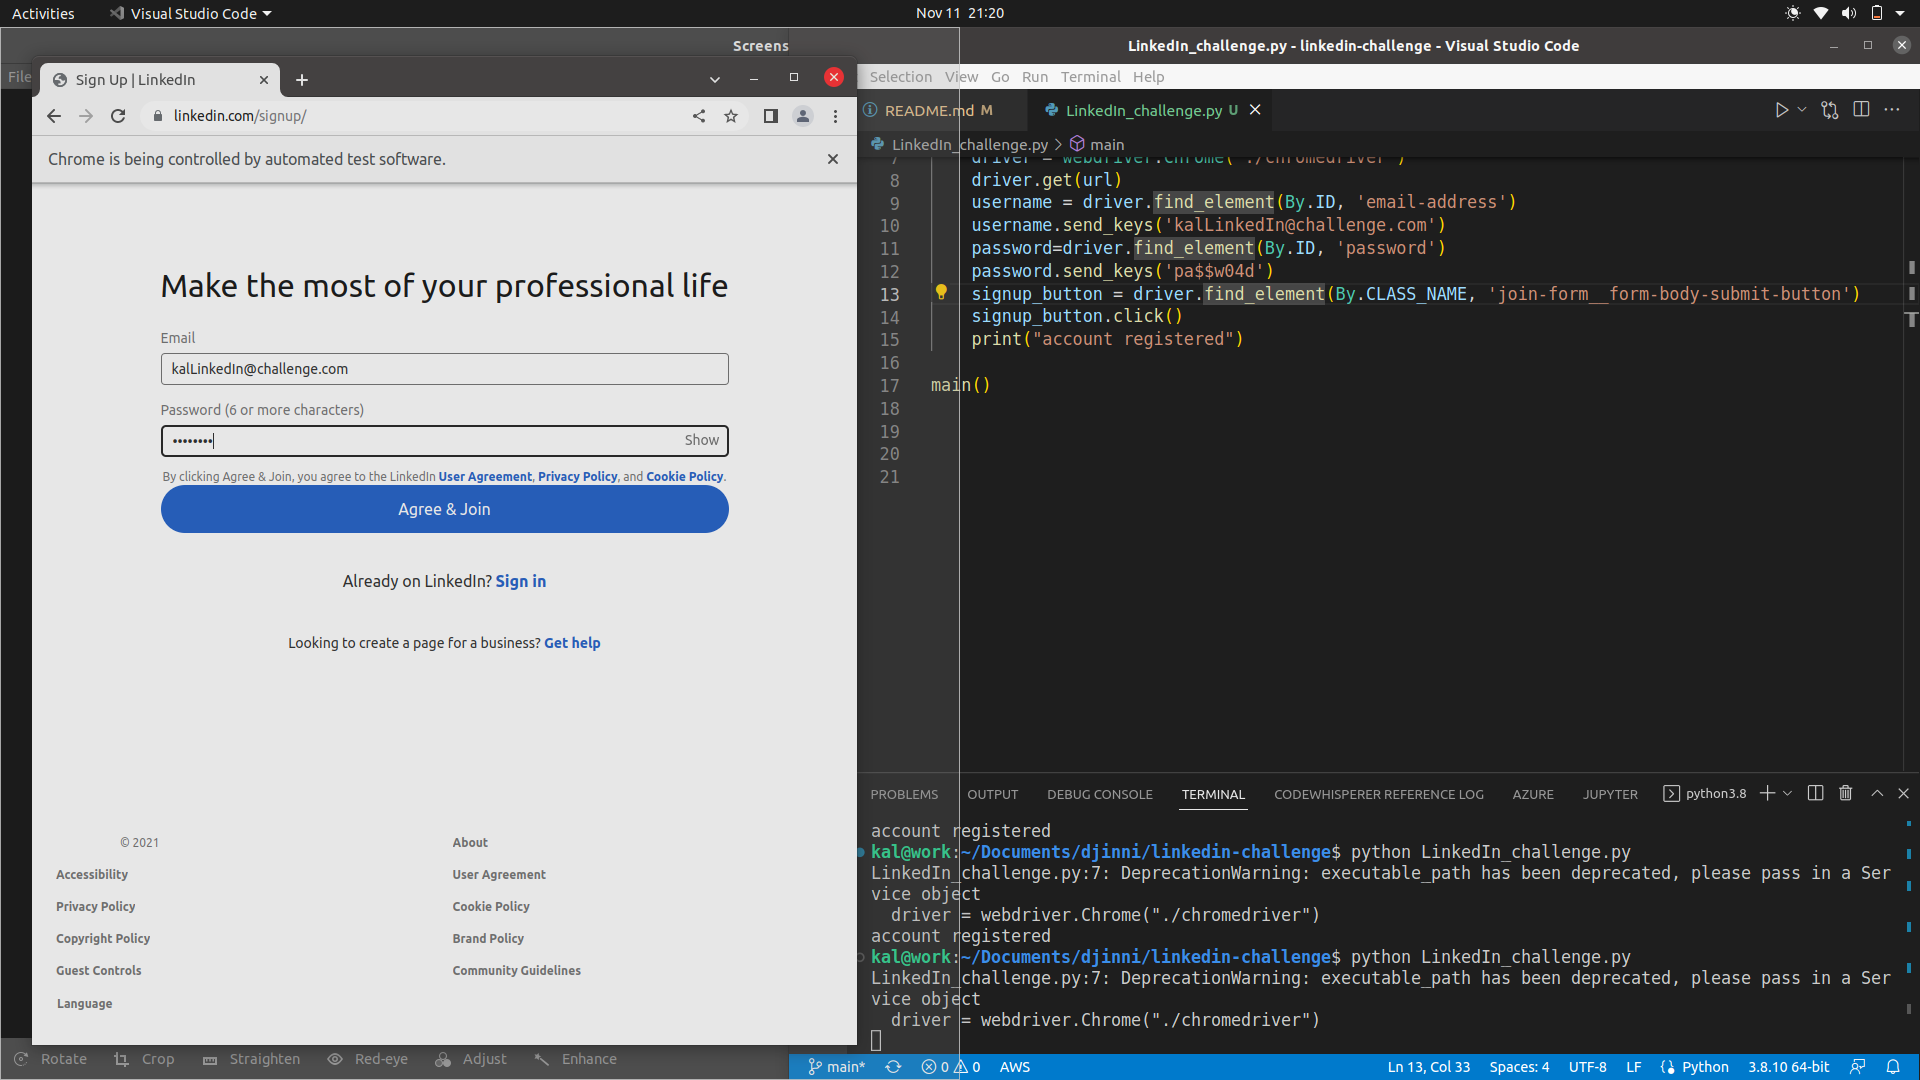 Activities
Visual Studio Code
Nov 11 21:20
Screens
File
Sign Up | LinkedIn
linkedin.com/signup/
Chrome is being controlled by automated test software.
Make the most of your professional life
Email
kalLinkedIn@challenge.com
Password (6 or more characters)
••••••••
Show
By clicking Agree & Join, you agree to the LinkedIn User Agreement, Privacy Policy, and Cookie Policy.
Agree & Join
Already on LinkedIn? Sign in
Looking to create a page for a business? Get help
© 2021
About
Accessibility
User Agreement
Privacy Policy
Cookie Policy
Copyright Policy
Brand Policy
Guest Controls
Community Guidelines
Language
Rotate Crop Straighten Red-eye Adjust Enhance
LinkedIn_challenge.py - linkedin-challenge - Visual Studio Code
Selection View Go Run Terminal Help
README.md M
LinkedIn_challenge.py U
LinkedIn_challenge.py > main
7 driver = webdriver.Chrome("./chromedriver")
8 driver.get(url)
9 username = driver.find_element(By.ID, 'email-address')
10 username.send_keys('kalLinkedIn@challenge.com')
11 password=driver.find_element(By.ID, 'password')
12 password.send_keys('pa$$w04d')
13 signup_button = driver.find_element(By.CLASS_NAME, 'join-form__form-body-submit-button')
14 signup_button.click()
15 print("account registered")
16
17 main()
18
19
20
21
PROBLEMS OUTPUT DEBUG CONSOLE TERMINAL CODEWHISPERER REFERENCE LOG AZURE JUPYTER
python3.8
account registered
kal@work:~/Documents/djinni/linkedin-challenge$ python LinkedIn_challenge.py
LinkedIn_challenge.py:7: DeprecationWarning: executable_path has been deprecated, please pass in a Ser
vice object
driver = webdriver.Chrome("./chromedriver")
account registered
kal@work:~/Documents/djinni/linkedin-challenge$ python LinkedIn_challenge.py
LinkedIn_challenge.py:7: DeprecationWarning: executable_path has been deprecated, please pass in a Ser
vice object
driver = webdriver.Chrome("./chromedriver")
main* 0 0 AWS
Ln 13, Col 33 Spaces: 4 UTF-8 LF Python 3.8.10 64-bit